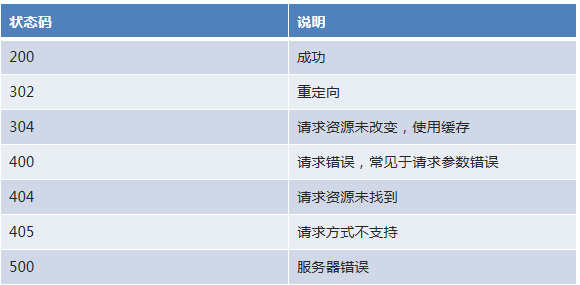 状态码 说明
200 成功
302 重定向
304 请求资源未改变，使用缓存
400 请求错误，常见于请求参数错误
404 请求资源未找到
405 请求方式不支持
500 服务器错误